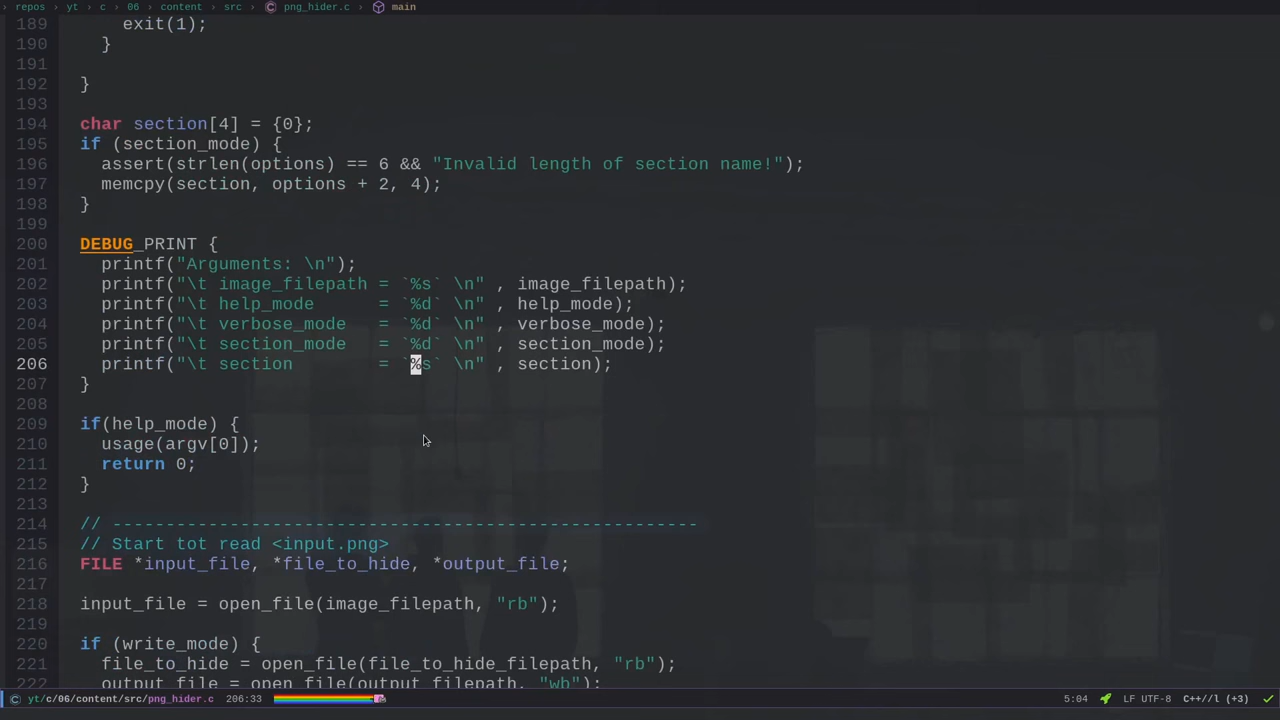 repos yt c 06 content src png_hider.c main
189 exit(1);
190 }
191
192 }
193
194 char section[4] = {0};
195 if (section_mode) {
196 assert(strlen(options) == 6 && "Invalid length of section name!");
197 memcpy(section, options + 2, 4);
198 }
199
200 DEBUG_PRINT {
201 printf("Arguments: \n");
202 printf("\t image_filepath = `%s` \n" , image_filepath);
203 printf("\t help_mode      = `%d` \n" , help_mode);
204 printf("\t verbose_mode   = `%d` \n" , verbose_mode);
205 printf("\t section_mode   = `%d` \n" , section_mode);
206 printf("\t section        = `%s` \n" , section);
207 }
208
209 if(help_mode) {
210 usage(argv[0]);
211 return 0;
212 }
213
214 // -------------------------------------------------------
215 // Start tot read <input.png>
216 FILE *input_file, *file_to_hide, *output_file;
217
218 input_file = open_file(image_filepath, "rb");
219
220 if (write_mode) {
221 file_to_hide = open_file(file_to_hide_filepath, "rb");
222 output_file = open_file(output_filepath, "wb");
yt/c/06/content/src/png_hider.c 206:33 5:04 LF UTF-8 C++//l (+3)